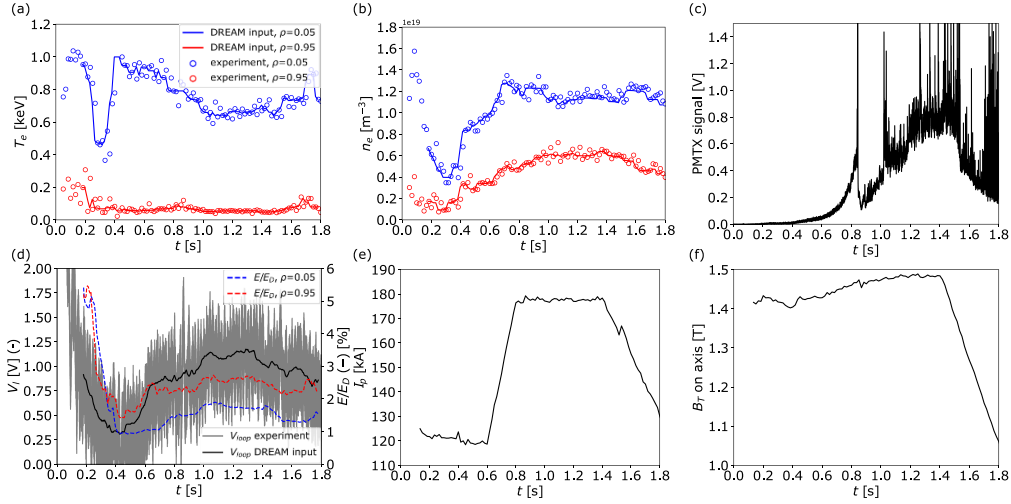 (a)
1.2
1.0
0.8
0.6
0.4
0.2
0.0
T_e [keV]
DREAM input, ρ=0.05
DREAM input, ρ=0.95
experiment, ρ=0.05
experiment, ρ=0.95
0.0 0.2 0.4 0.6 0.8 1.0 1.2 1.4 1.6 1.8
t [s]
(b)
1e19
1.8
1.6
1.4
1.2
1.0
0.8
0.6
0.4
0.2
0.0
n_e [m⁻³]
0.0 0.2 0.4 0.6 0.8 1.0 1.2 1.4 1.6 1.8
t [s]
(c)
1.5
1.2
1.0
0.8
0.5
0.2
0.0
PMTX signal [V]
0.0 0.2 0.4 0.6 0.8 1.0 1.2 1.4 1.6 1.8
t [s]
(d)
2.00
1.75
1.50
1.25
1.00
0.75
0.50
0.25
0.00
V_l [V] (-)
E/E_D, ρ=0.05
E/E_D, ρ=0.95
V_loop experiment
V_loop DREAM input
6
5
4
3
2
1
0
E/E_D (--) [%]
0.0 0.2 0.4 0.6 0.8 1.0 1.2 1.4 1.6 1.8
t [s]
(e)
190
180
170
160
150
140
130
120
110
I_p [kA]
0.0 0.2 0.4 0.6 0.8 1.0 1.2 1.4 1.6 1.8
t [s]
(f)
1.5
1.4
1.3
1.2
1.1
1.0
B_T on axis [T]
0.0 0.2 0.4 0.6 0.8 1.0 1.2 1.4 1.6 1.8
t [s]